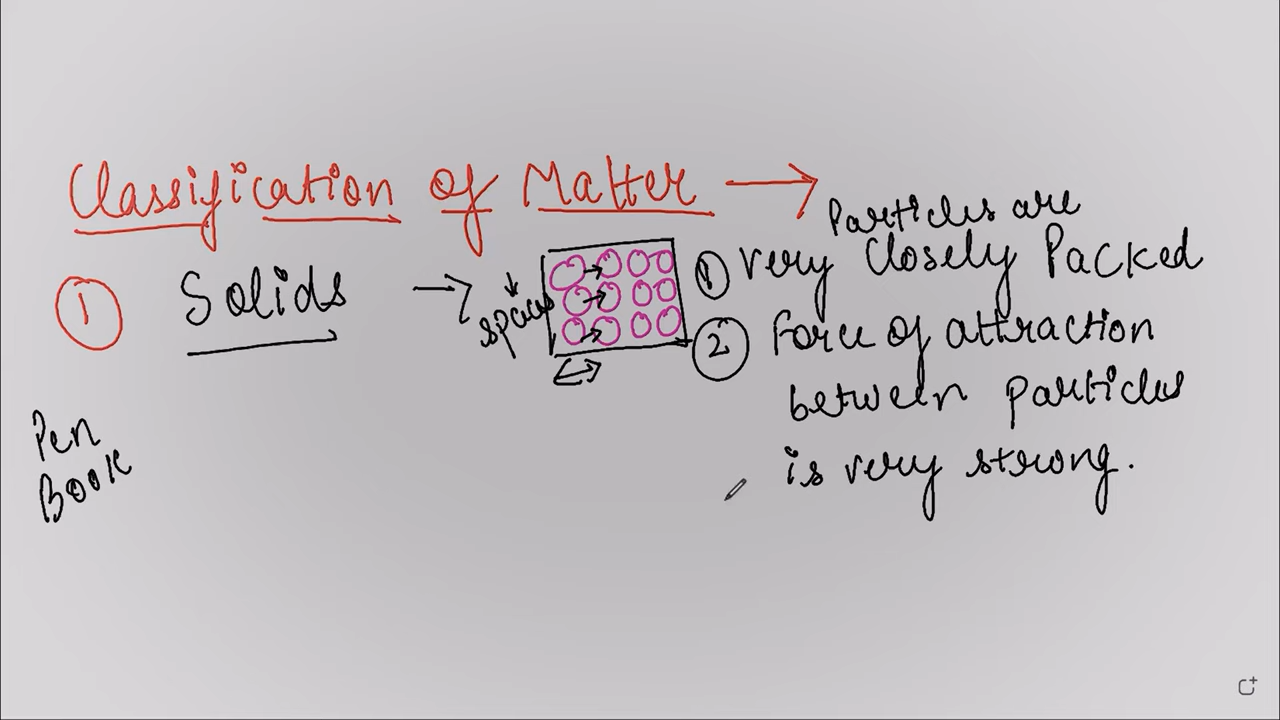 Classification of Matter →
① Solids →
spaces
Particles are
① very closely Packed
② Force of attraction
between particles
is very strong.
Pen
Book